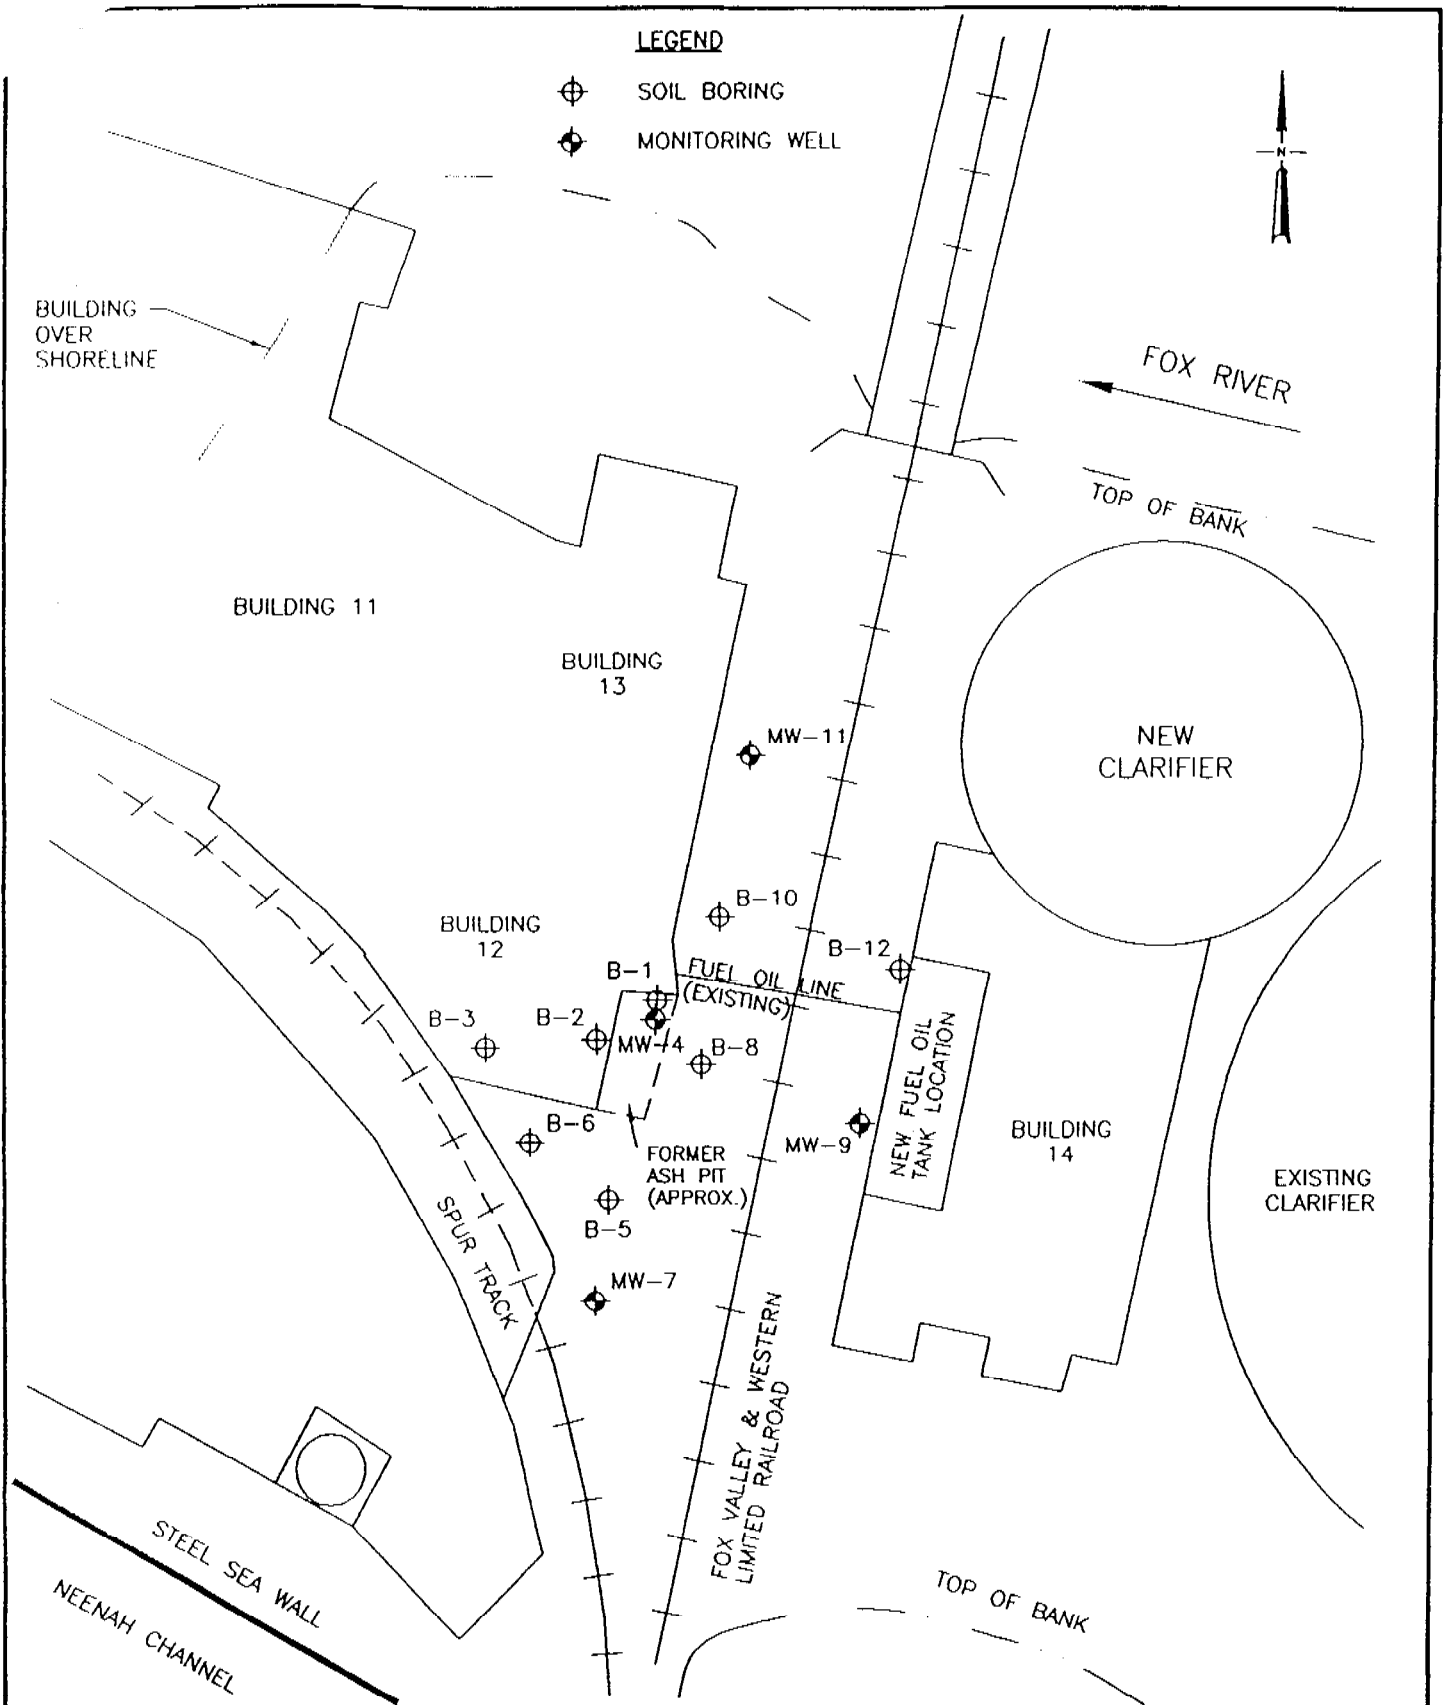 LEGEND
SOIL BORING
MONITORING WELL
N
BUILDING
OVER
SHORELINE
FOX RIVER
TOP OF BANK
BUILDING 11
BUILDING
13
MW-11
NEW
CLARIFIER
B-10
BUILDING
12
B-12
B-1
FUEL OIL LINE
(EXISTING)
B-3
B-2
MW-4
B-8
NEW FUEL OIL
TANK LOCATION
B-6
MW-9
BUILDING
14
FORMER
ASH PIT
(APPROX.)
EXISTING
CLARIFIER
B-5
SPUR TRACK
MW-7
FOX VALLEY & WESTERN
LIMITED RAILROAD
STEEL SEA WALL
NEENAH CHANNEL
TOP OF BANK